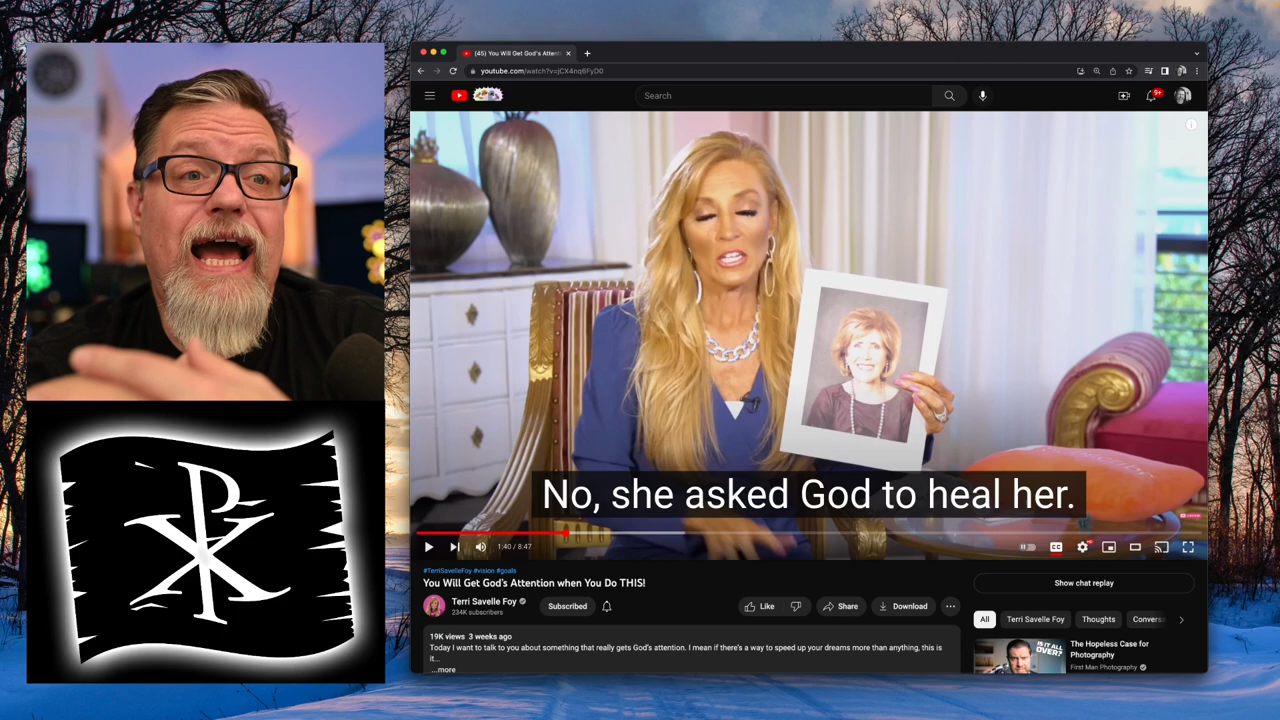 (45) You Will Get God's Attent
youtube.com/watch?v=jCX4nq6FyD0
Search
9+
No, she asked God to heal her.
1:40 / 8:47
CC
#TerriSavelleFoy #vision #goals
You Will Get God's Attention when You Do THIS!
Terri Savelle Foy
234K subscribers
Subscribed
Like
Share
Download
Show chat replay
All
Terri Savelle Foy
Thoughts
Conversa
19K views 3 weeks ago
Today I want to talk to you about something that really gets God's attention. I mean if there's a way to speed up your dreams more than anything, this is
it...
...more
IS IT ALL
OVER?
The Hopeless Case for
Photography
First Man Photography